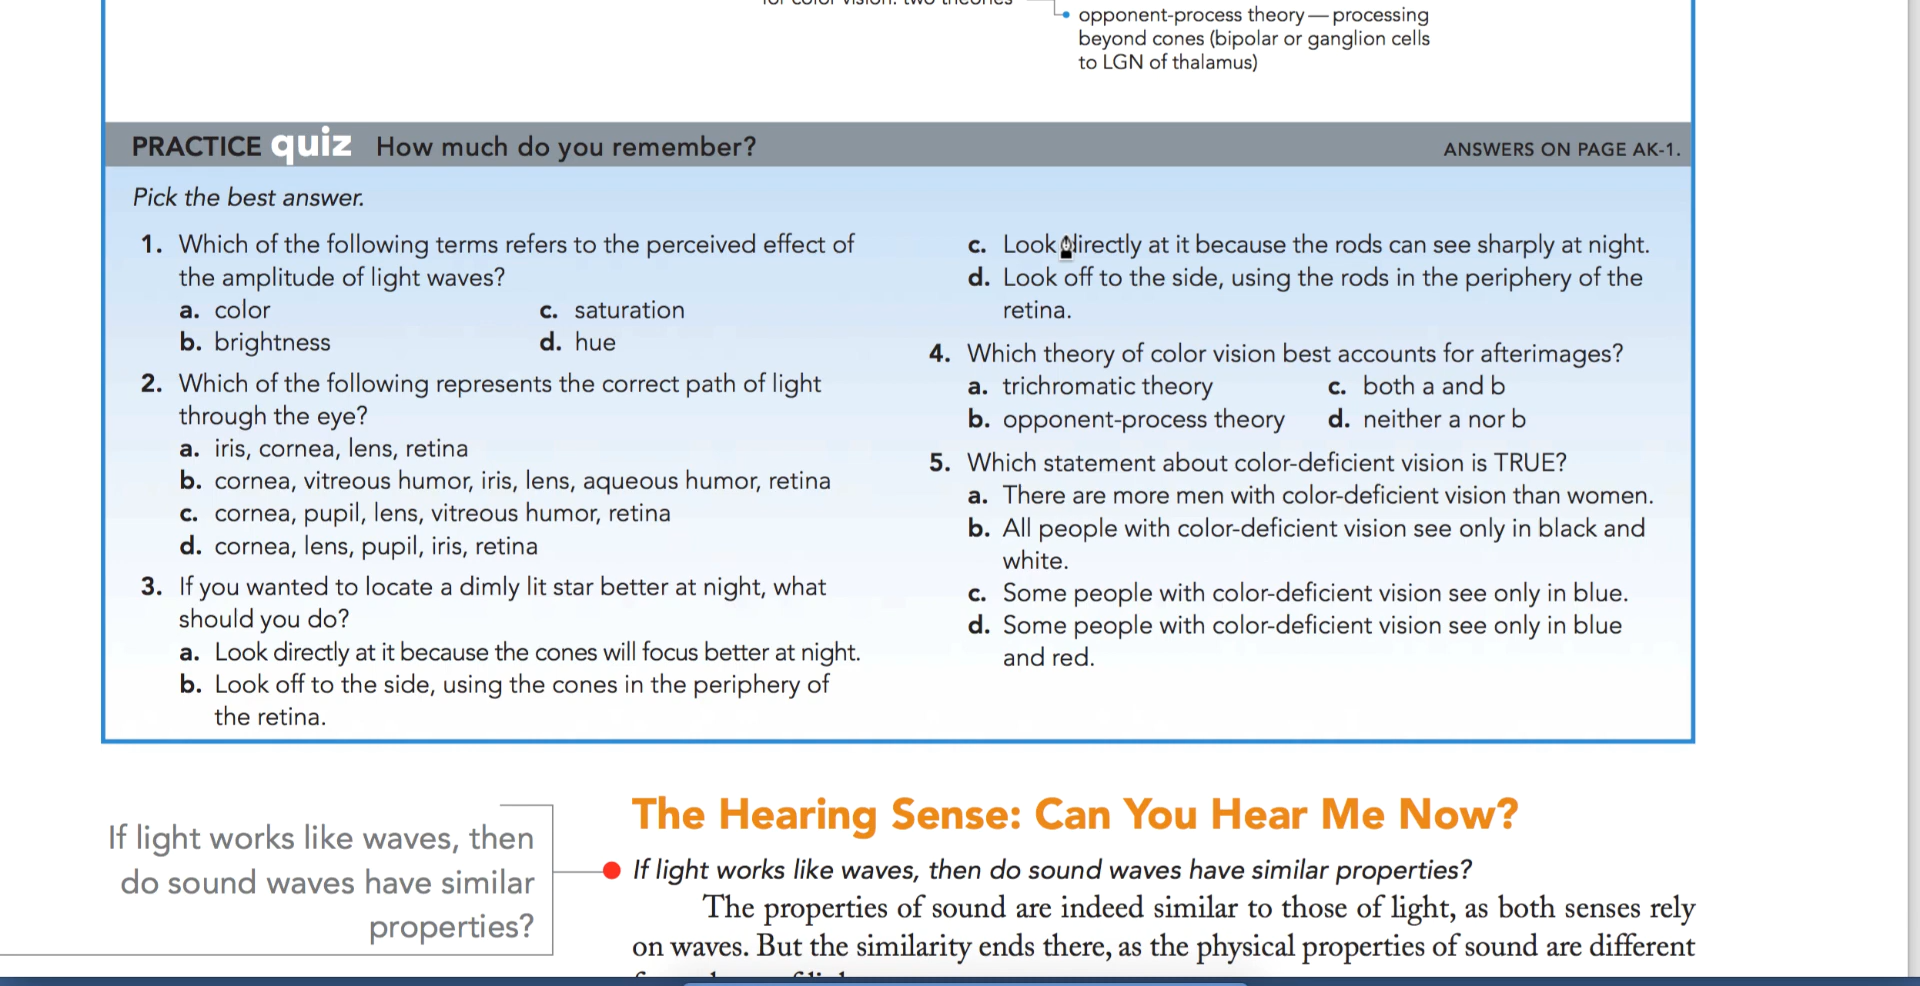 for color vision: two theories
opponent-process theory — processing
beyond cones (bipolar or ganglion cells
to LGN of thalamus)
PRACTICE quiz How much do you remember? ANSWERS ON PAGE AK-1.
Pick the best answer.
1. Which of the following terms refers to the perceived effect of
the amplitude of light waves?
a. color c. saturation
b. brightness d. hue
2. Which of the following represents the correct path of light
through the eye?
a. iris, cornea, lens, retina
b. cornea, vitreous humor, iris, lens, aqueous humor, retina
c. cornea, pupil, lens, vitreous humor, retina
d. cornea, lens, pupil, iris, retina
3. If you wanted to locate a dimly lit star better at night, what
should you do?
a. Look directly at it because the cones will focus better at night.
b. Look off to the side, using the cones in the periphery of
the retina.
c. Look directly at it because the rods can see sharply at night.
d. Look off to the side, using the rods in the periphery of the
retina.
4. Which theory of color vision best accounts for afterimages?
a. trichromatic theory c. both a and b
b. opponent-process theory d. neither a nor b
5. Which statement about color-deficient vision is TRUE?
a. There are more men with color-deficient vision than women.
b. All people with color-deficient vision see only in black and
white.
c. Some people with color-deficient vision see only in blue.
d. Some people with color-deficient vision see only in blue
and red.
If light works like waves, then
do sound waves have similar
properties?
The Hearing Sense: Can You Hear Me Now?
If light works like waves, then do sound waves have similar properties?
The properties of sound are indeed similar to those of light, as both senses rely
on waves. But the similarity ends there, as the physical properties of sound are different